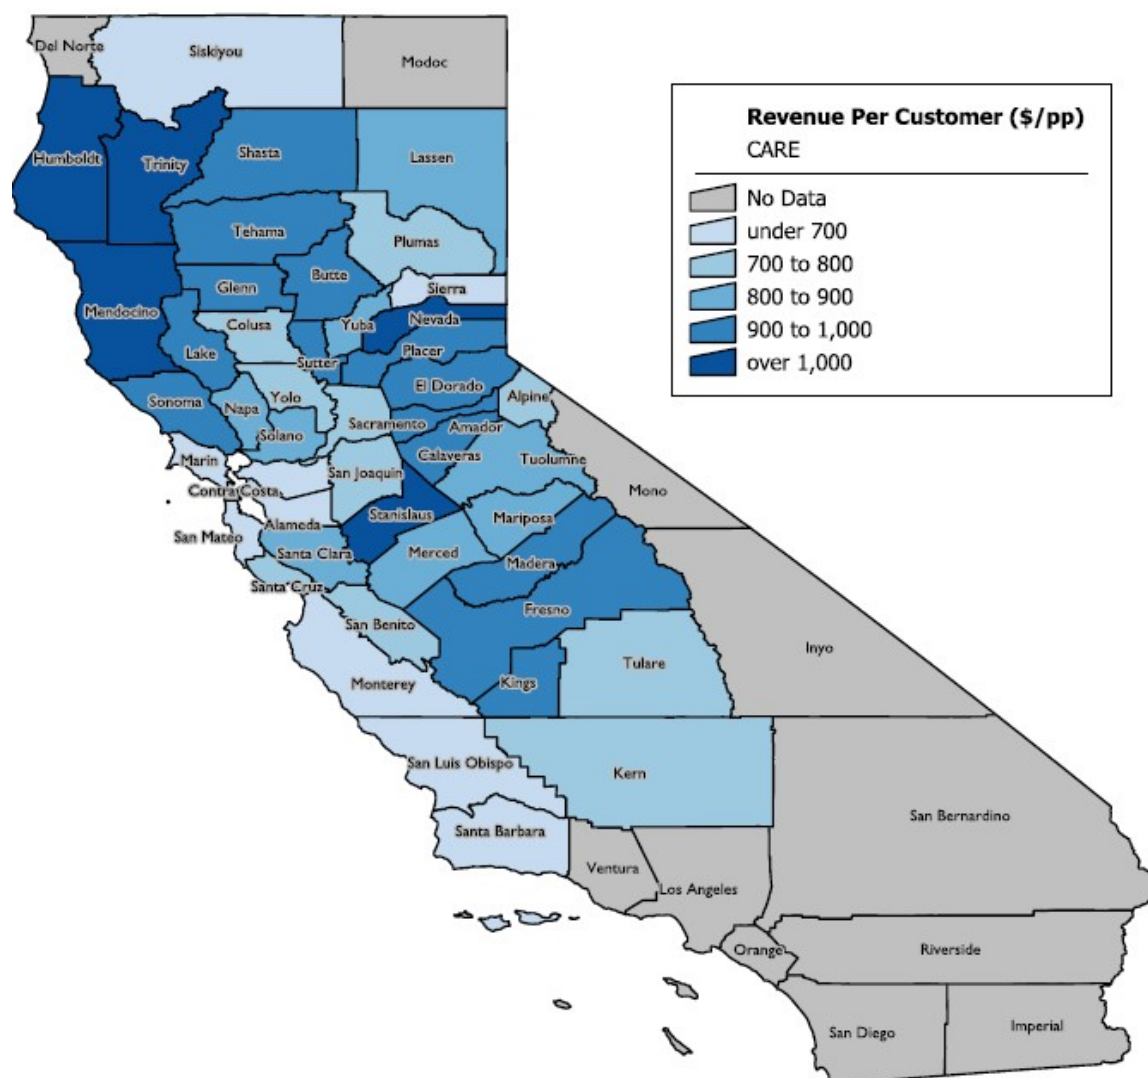 Del Norte
Siskiyou
Modoc
Revenue Per Customer ($/pp)
CARE
No Data
under 700
700 to 800
800 to 900
900 to 1,000
over 1,000
Humboldt
Trinity
Shasta
Lassen
Tehama
Plumas
Butte
Glenn
Sierra
Mendocino
Colusa
Yuba
Nevada
Lake
Sutter
Placer
El Dorado
Sonoma
Napa
Yolo
Alpine
Solano
Sacramento
Amador
Marin
Calaveras
Tuolumne
San Joaquin
Contra Costa
Mono
Stanislaus
Alameda
Mariposa
San Mateo
Santa Clara
Merced
Madera
Santa Cruz
Fresno
San Benito
Inyo
Tulare
Monterey
Kings
San Luis Obispo
Kern
San Bernardino
Santa Barbara
Ventura
Los Angeles
Orange
Riverside
San Diego
Imperial